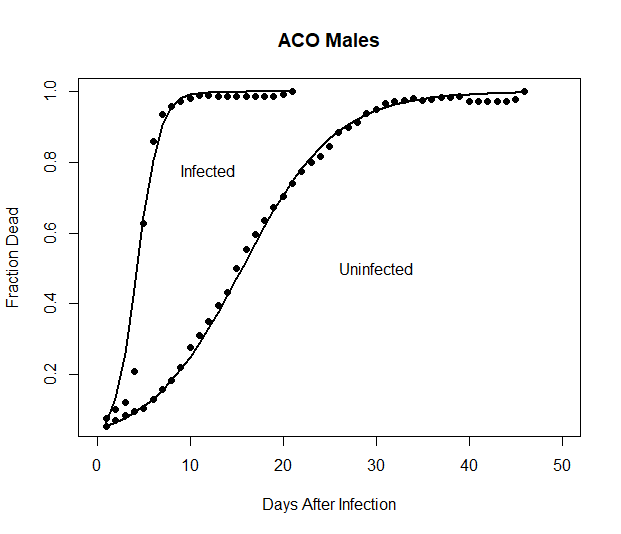 ACO Males
Fraction Dead
1.0
0.8
0.6
0.4
0.2
Infected
Uninfected
0 10 20 30 40 50
Days After Infection